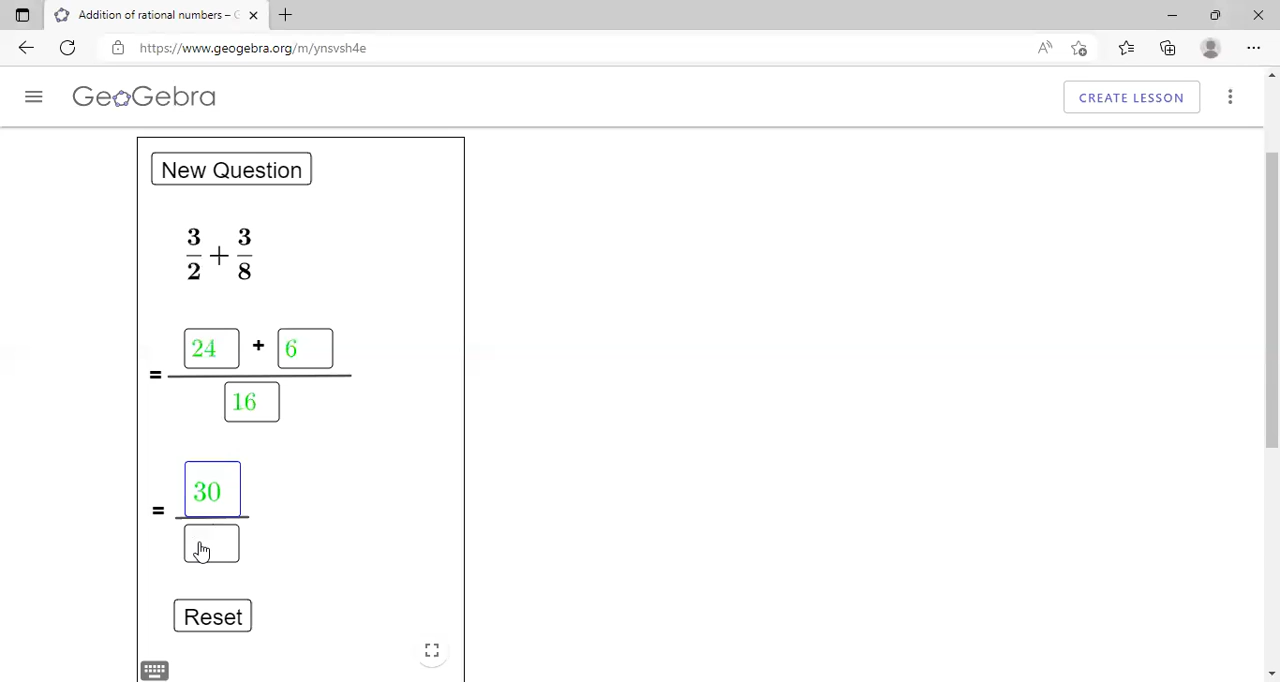 Addition of rational numbers – G
https://www.geogebra.org/m/ynsvsh4e
GeoGebra
CREATE LESSON
New Question
3/2 + 3/8
= (24 + 6)/16
= 30/
Reset